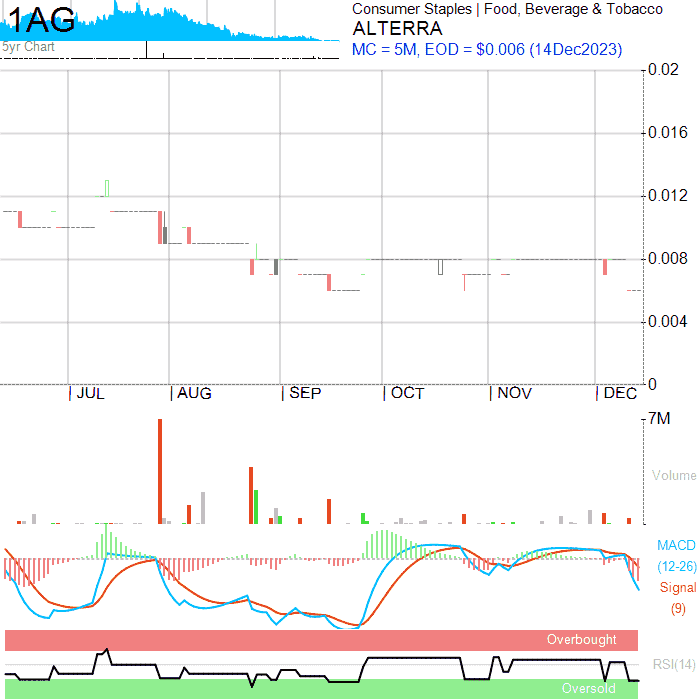 1AG
5yr Chart
Consumer Staples | Food, Beverage & Tobacco
ALTERRA
MC = 5M, EOD = $0.006 (14Dec2023)
0.02
0.016
0.012
0.008
0.004
0
JUL AUG SEP OCT NOV DEC
7M
Volume
MACD
(12-26)
Signal
(9)
Overbought
RSI(14)
Oversold